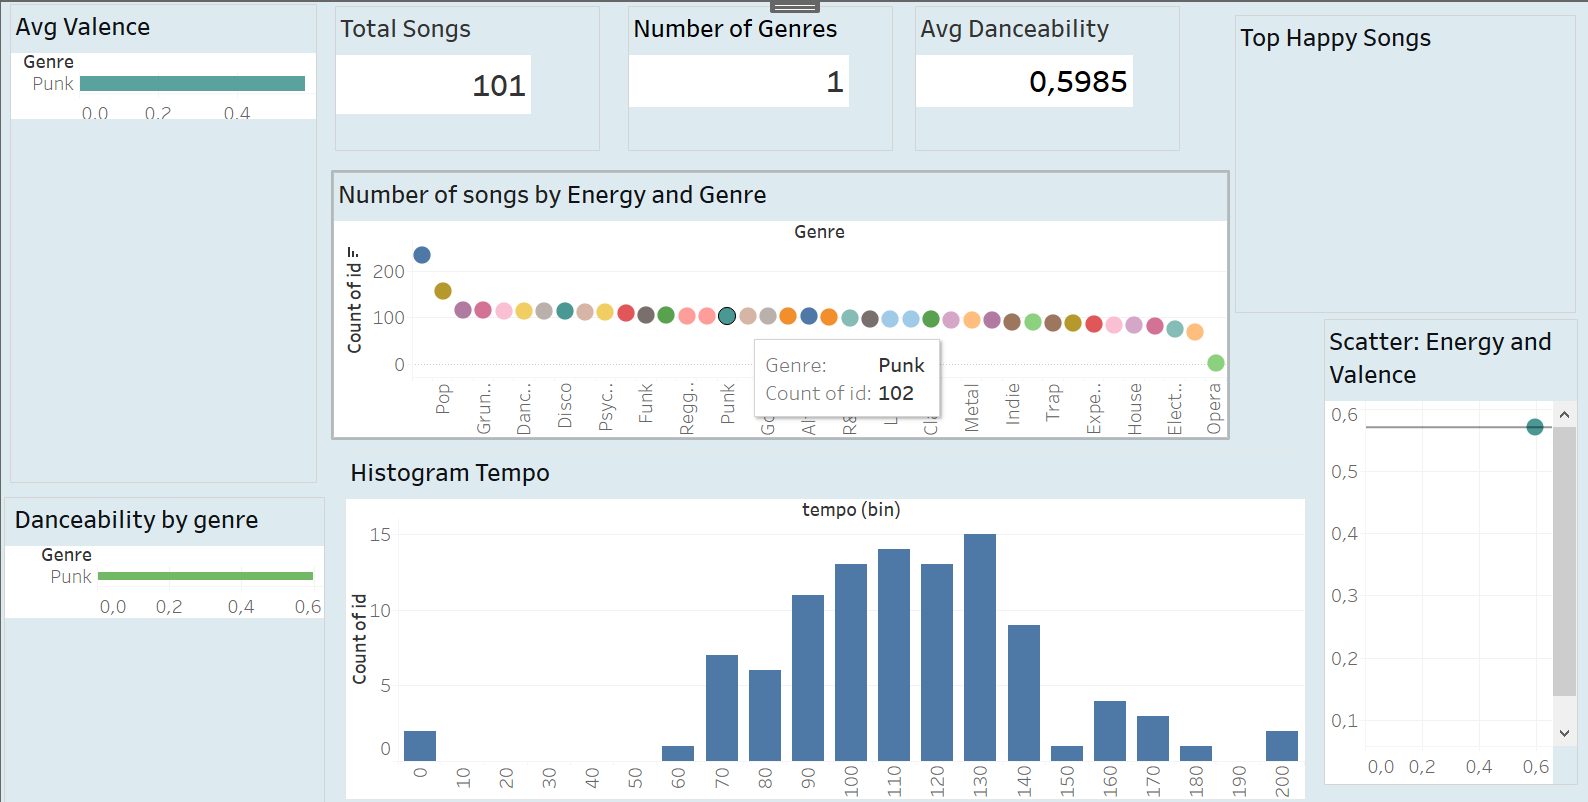 Avg Valence
Genre
Punk
0,0 0,2 0,4
Total Songs
101
Number of Genres
1
Avg Danceability
0,5985
Top Happy Songs
Number of songs by Energy and Genre
Genre
Count of id
200
100
0
Genre: Punk
Count of id: 102
Pop
Grun..
Danc..
Disco
Psyc..
Funk
Regg..
Punk
Metal
Indie
Trap
Expe..
House
Elect..
Opera
Scatter: Energy and
Valence
0,6
0,5
0,4
0,3
0,2
0,1
0,0 0,2 0,4 0,6
Danceability by genre
Genre
Punk
0,0 0,2 0,4 0,6
Histogram Tempo
tempo (bin)
Count of id
15
10
5
0
0 10 20 30 40 50 60 70 80 90 100 110 120 130 140 150 160 170 180 190 200